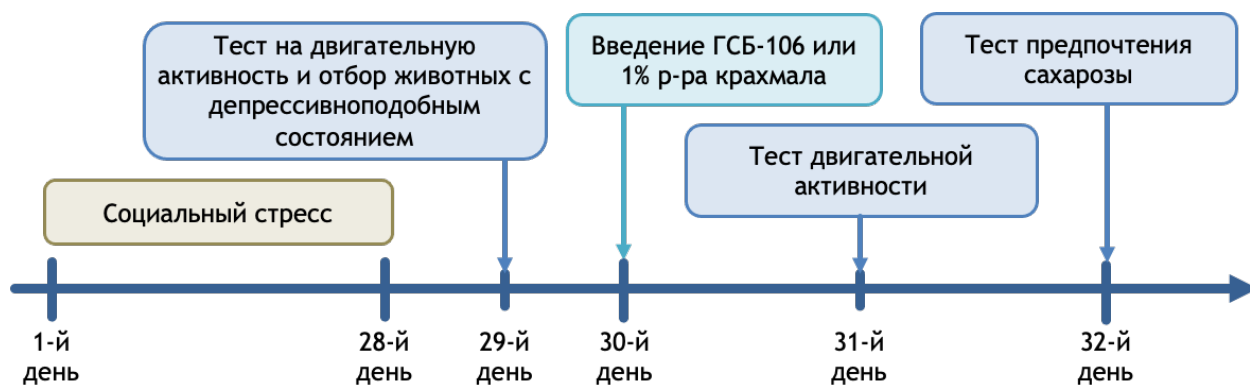 Тест на двигательную
активность и отбор животных с
депрессивноподобным
состоянием
Введение ГСБ-106 или
1% р-ра крахмала
Тест предпочтения
сахарозы
Тест двигательной
активности
Социальный стресс
1-й
день
28-й
день
29-й
день
30-й
день
31-й
день
32-й
день